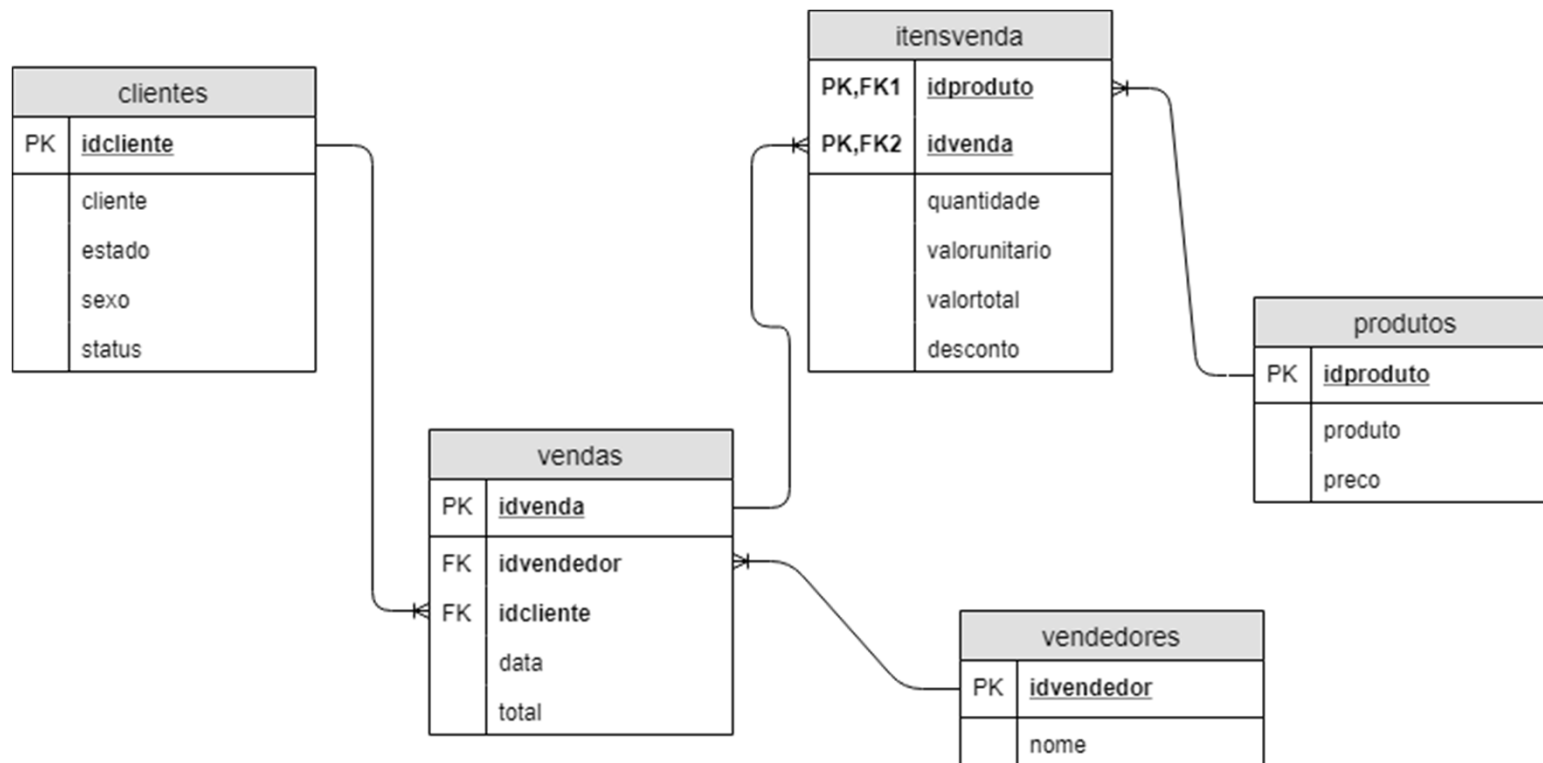 clientes
PK idcliente
cliente
estado
sexo
status
itensvenda
PK,FK1 idproduto
PK,FK2 idvenda
quantidade
valorunitario
valortotal
desconto
produtos
PK idproduto
produto
preco
vendas
PK idvenda
FK idvendedor
FK idcliente
data
total
vendedores
PK idvendedor
nome